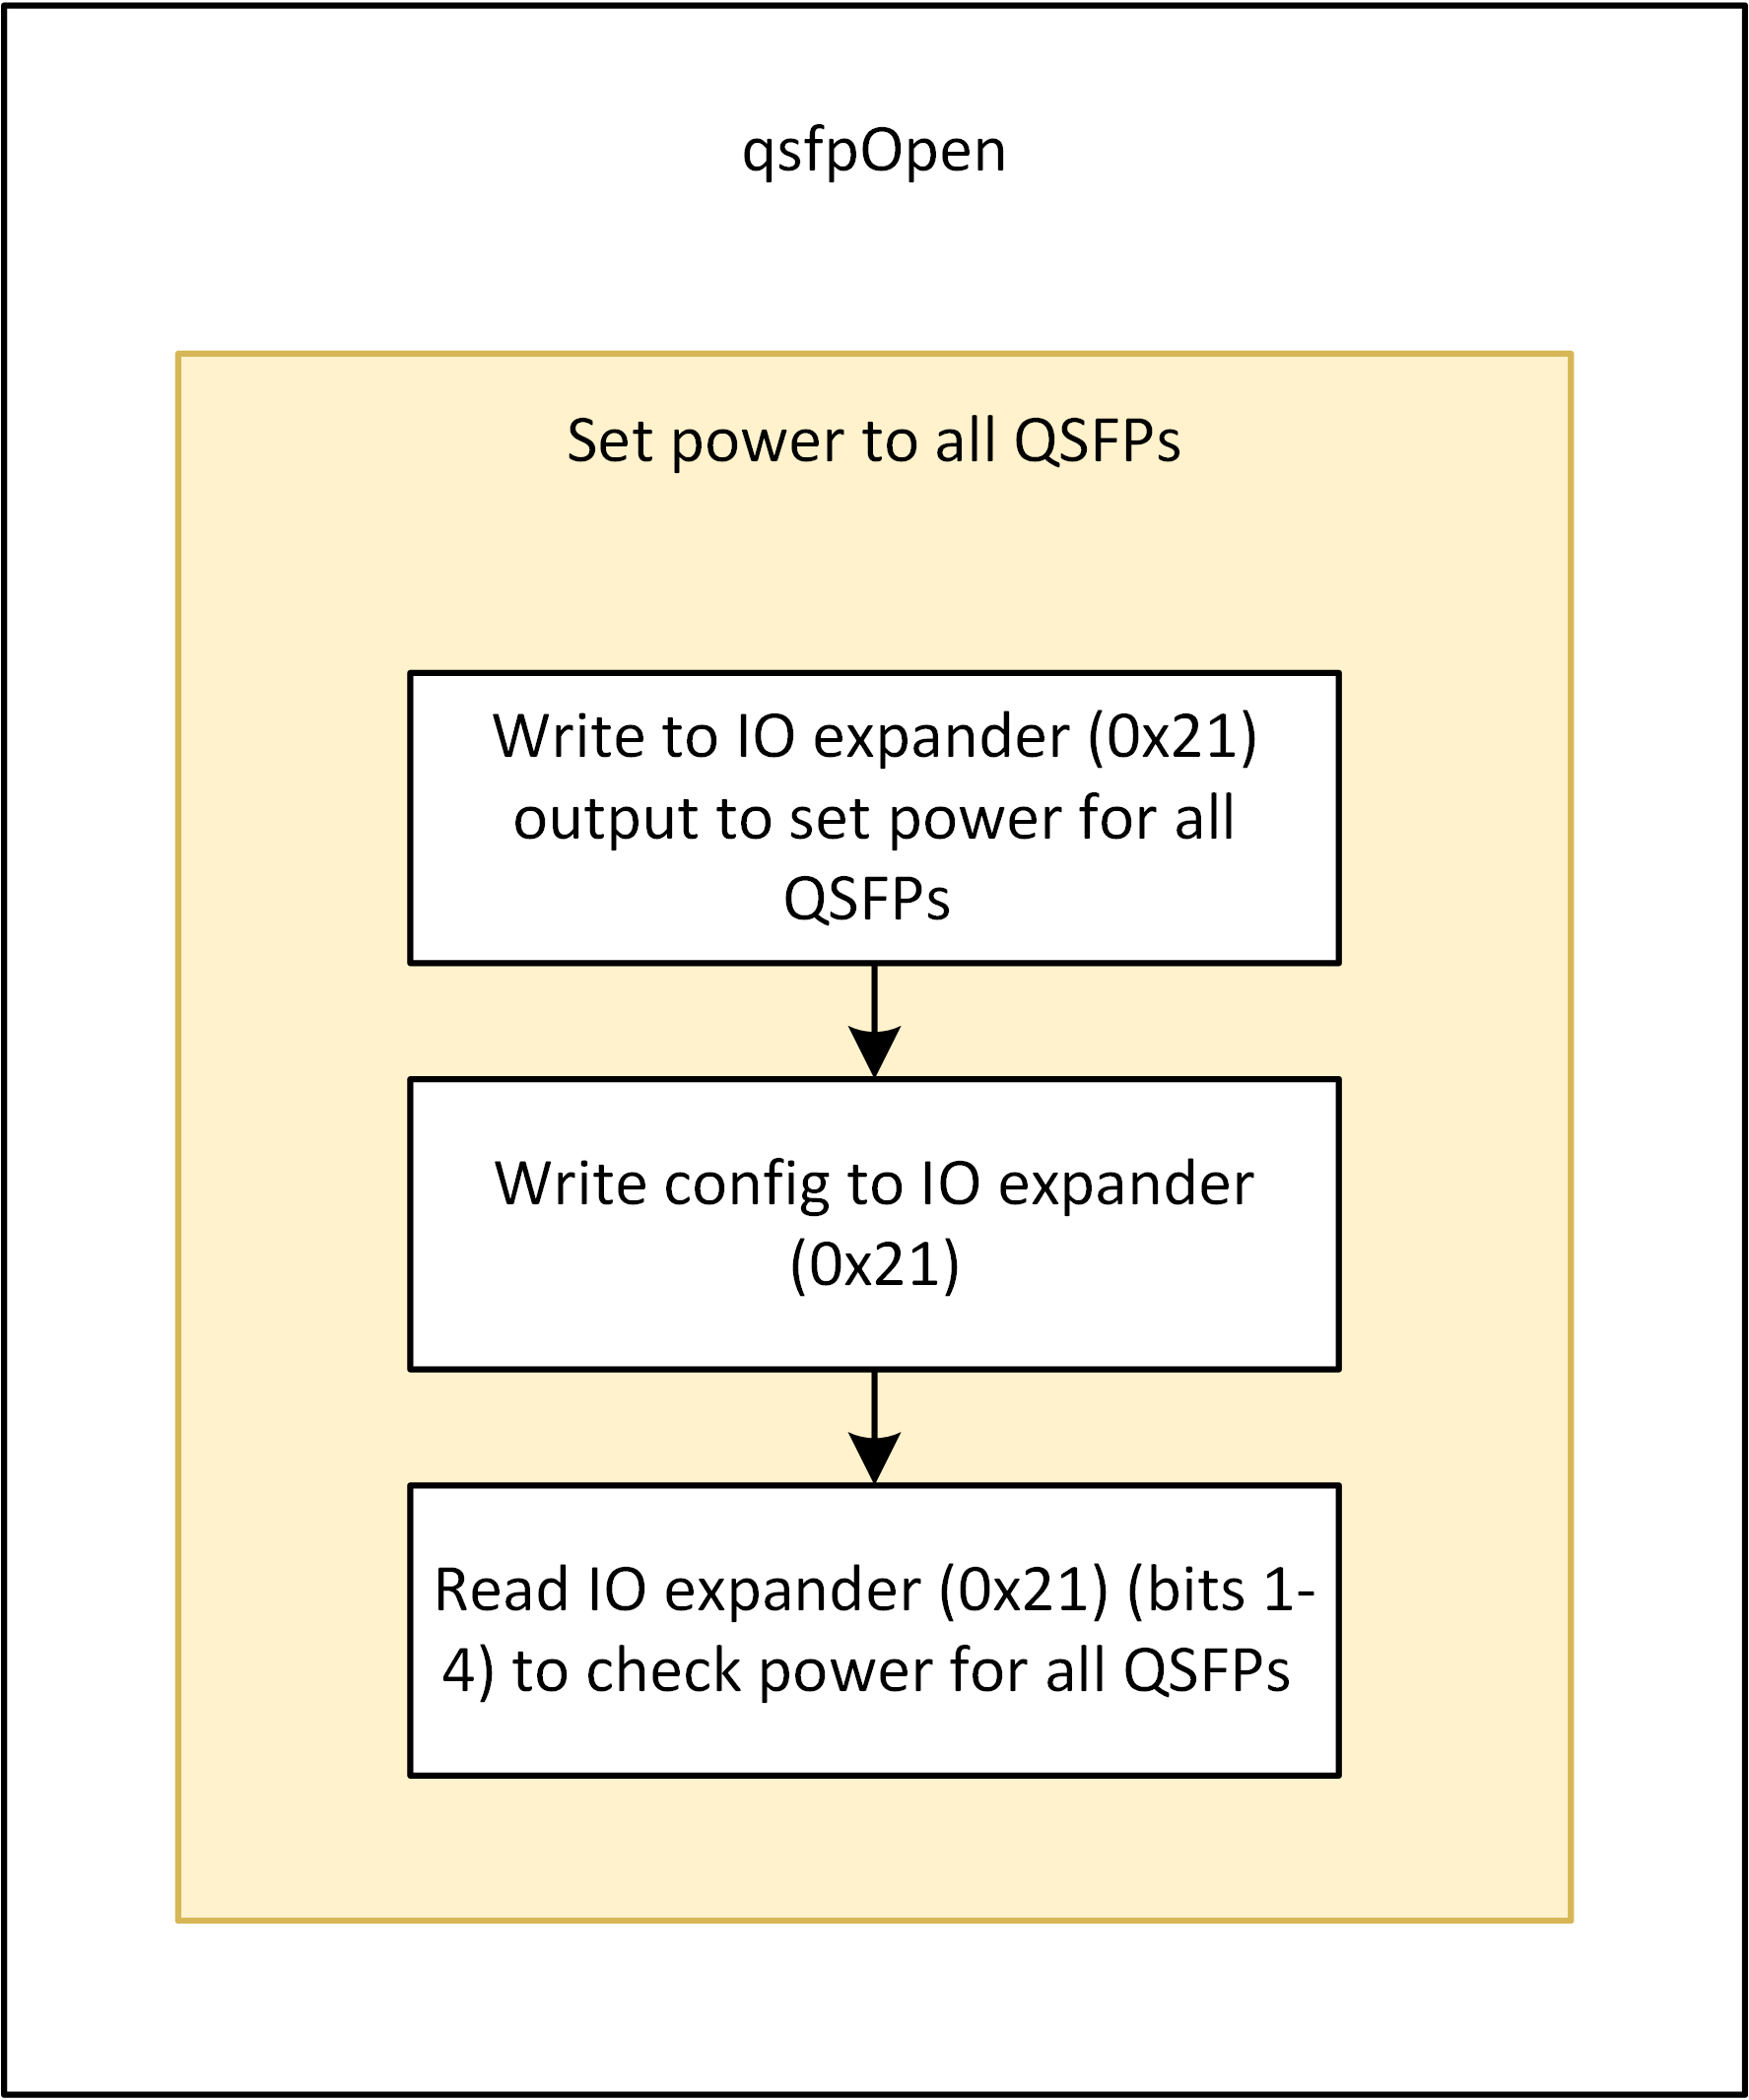 qsfpOpen
Set power to all QSFPs
Write to IO expander (0x21)
output to set power for all
QSFPs
Write config to IO expander
(0x21)
Read IO expander (0x21) (bits 1-
4) to check power for all QSFPs